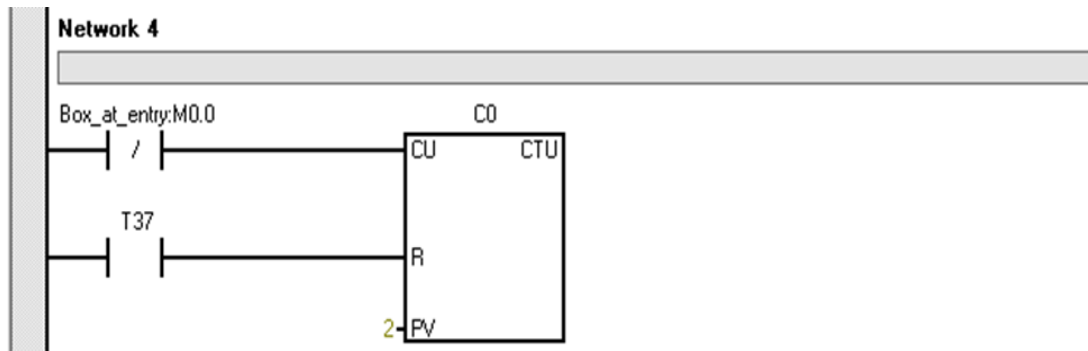 Network 4
Box_at_entry:M0.0
C0
/
CU CTU
T37
R
2 PV